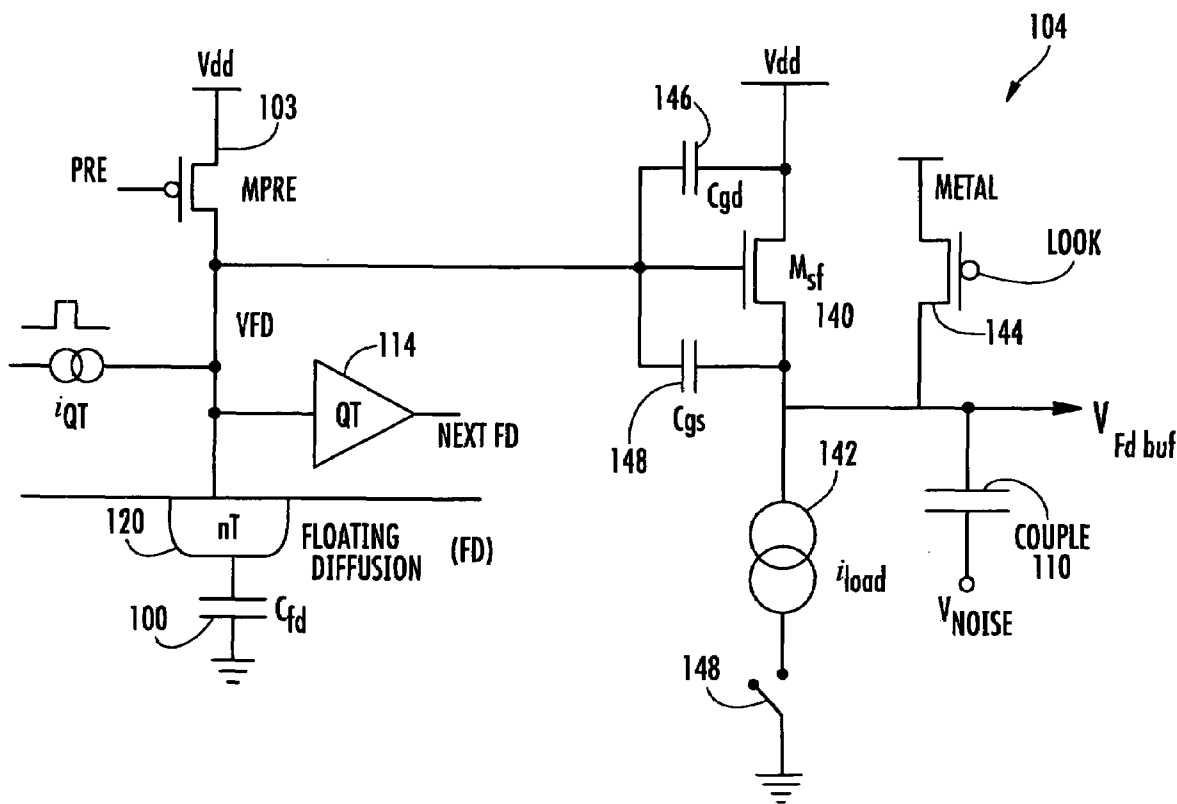 104
Vdd
103
PRE
MPRE
Vdd
146
Cgd
METAL
LOOK
Msf
140
144
VFD
iQT
114
QT
NEXT FD
148
Cgs
VFd buf
142
iload
COUPLE
110
VNOISE
120
nT
FLOATING
DIFFUSION
(FD)
100
Cfd
148